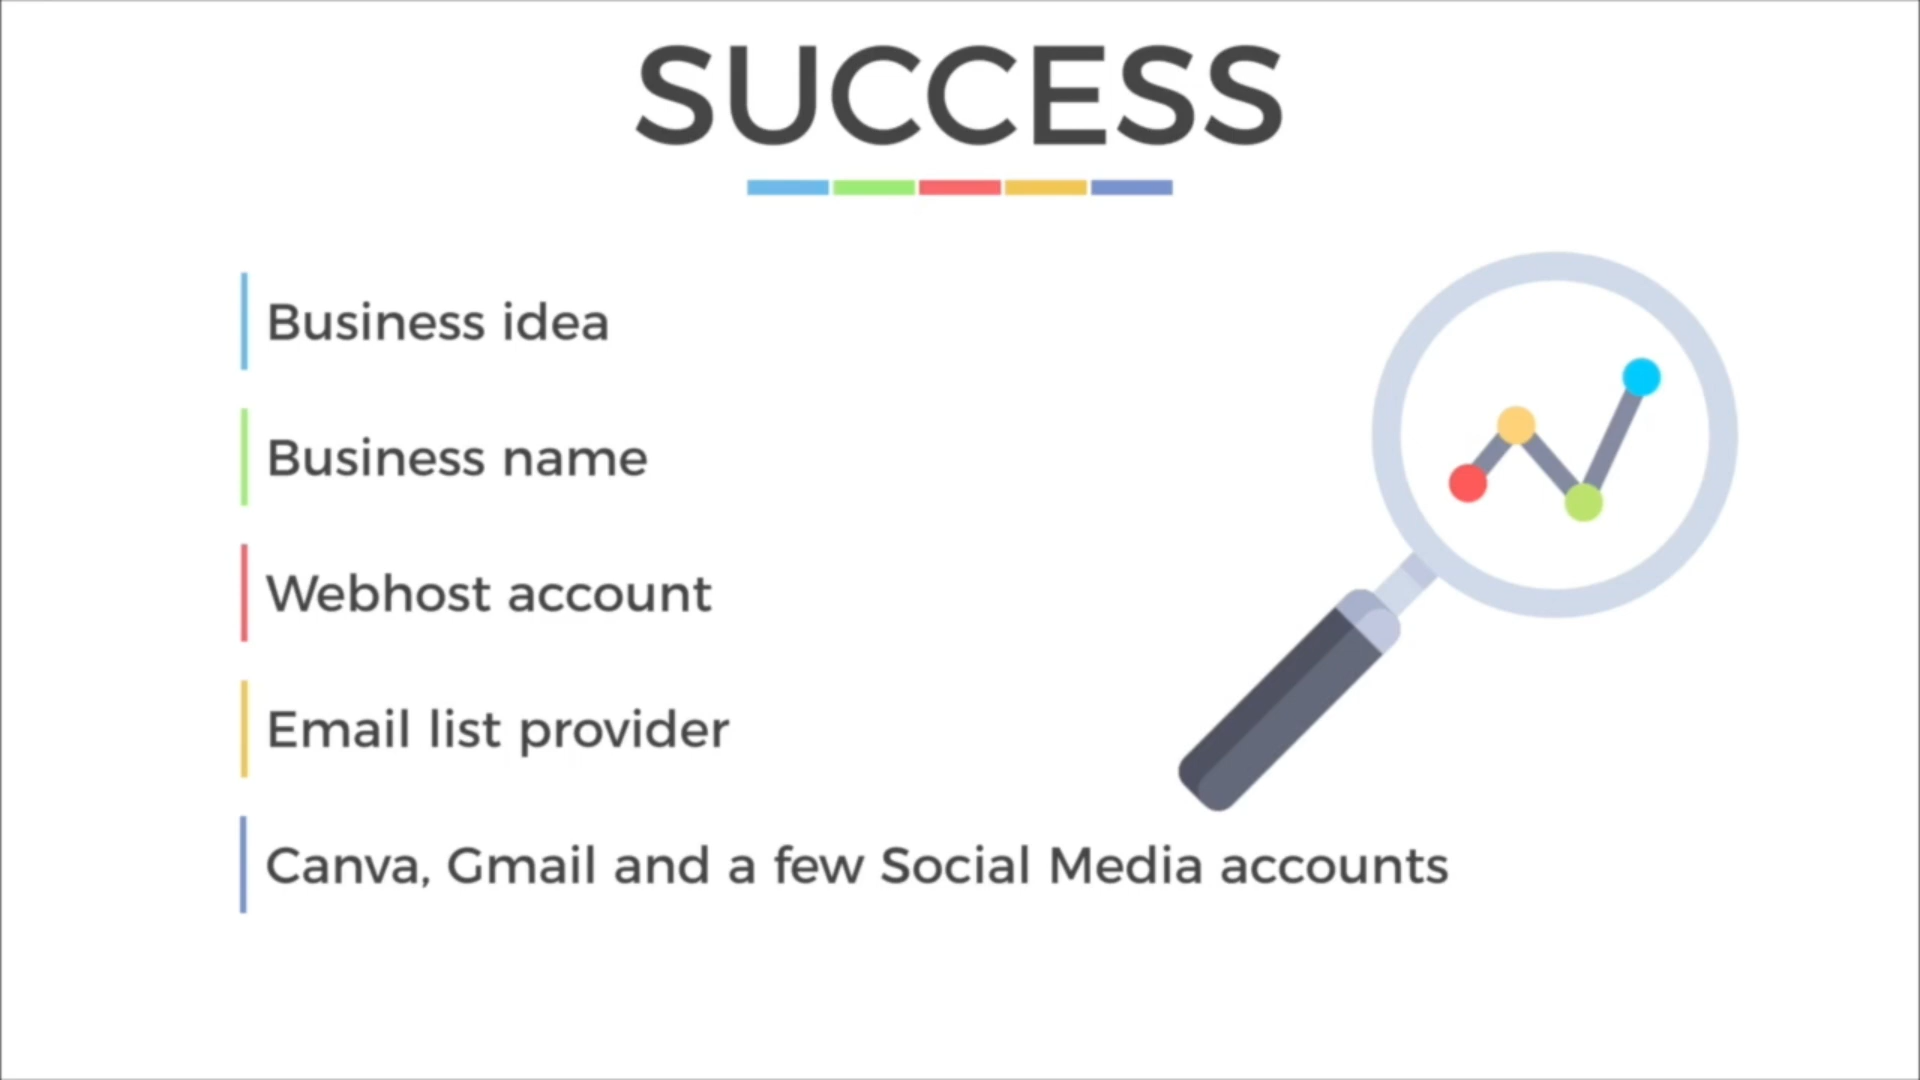 SUCCESS
Business idea
Business name
Webhost account
Email list provider
Canva, Gmail and a few Social Media accounts